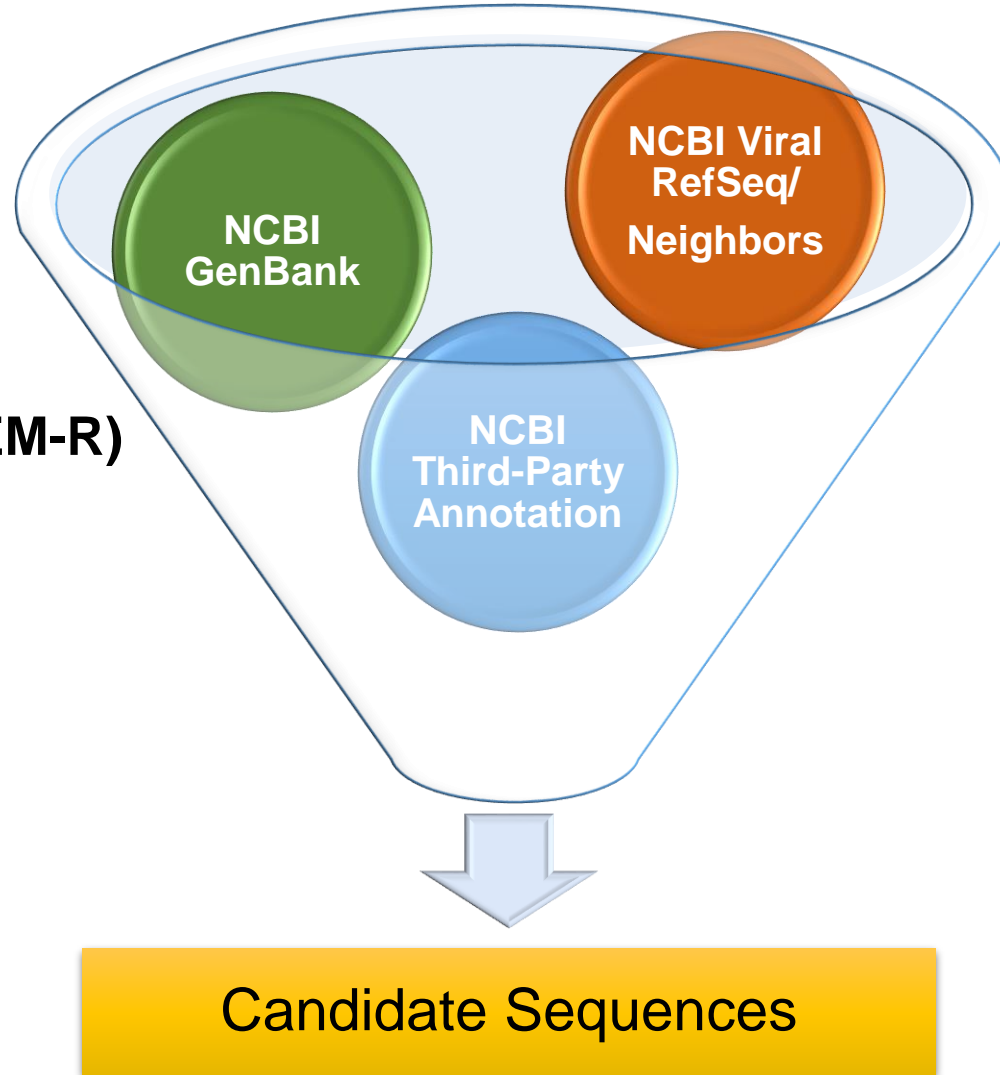 NCBI Viral
RefSeq/
Neighbors
NCBI
GenBank
M-R)
NCBI
Third-Party
Annotation
Candidate Sequences